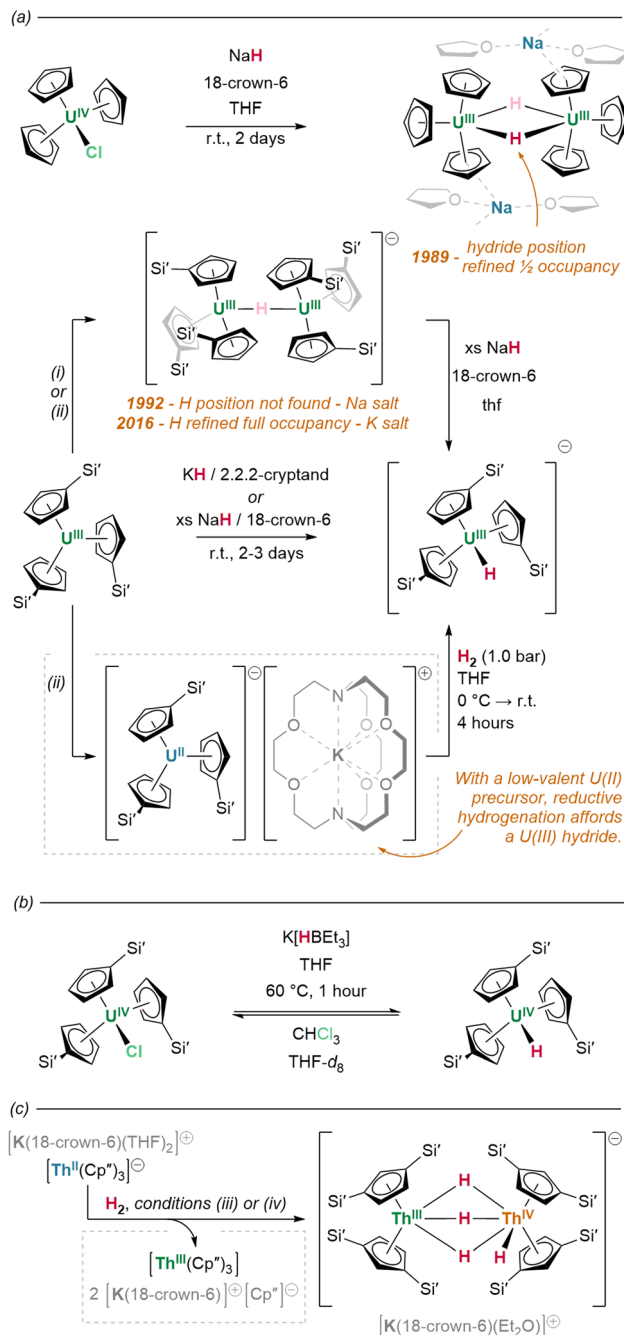 (a)
NaH
18-crown-6
THF
r.t., 2 days
U^IV
Cl
Na
O
O
U^III
H
H
U^III
Na
O
O
1989 - hydride position
refined ½ occupancy
Si′
Si′
Si′
U^III
H
U^III
Si′
Si′
Si′
⊖
(i)
or
(ii)
1992 - H position not found - Na salt
2016 - H refined full occupancy - K salt
xs NaH
18-crown-6
thf
Si′
U^III
Si′
Si′
KH / 2.2.2-cryptand
or
xs NaH / 18-crown-6
r.t., 2-3 days
⊖
Si′
U^III
Si′
H
Si′
(ii)
⊖
Si′
U^II
Si′
Si′
⊕
N
O
O
O
K
O
O
O
N
H2 (1.0 bar)
THF
0 °C → r.t.
4 hours
With a low-valent U(II)
precursor, reductive
hydrogenation affords
a U(III) hydride.
(b)
Si′
U^IV
Si′
Cl
Si′
K[HBEt3]
THF
60 °C, 1 hour
CHCl3
THF-d8
Si′
U^IV
Si′
H
Si′
(c)
[K(18-crown-6)(THF)2]⊕
[Th^II(Cp″)3]⊖
H2, conditions (iii) or (iv)
[Th^III(Cp″)3]
2 [K(18-crown-6)]⊕[Cp″]⊖
⊖
Si′
Si′
Si′
Si′
H
Th^III
H
Th^IV
H
H
Si′
Si′
Si′
Si′
[K(18-crown-6)(Et2O)]⊕